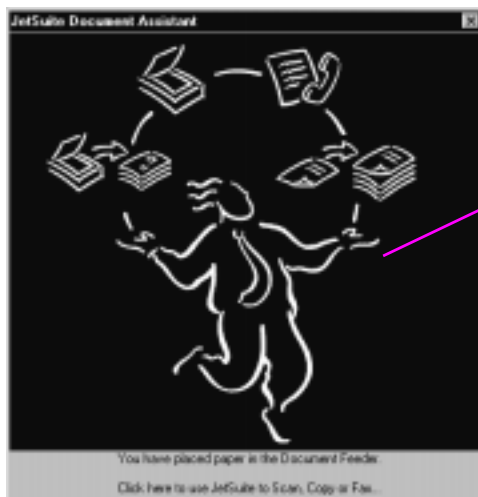 JetSuite Document Assistant
You have placed paper in the Document Feeder.
Click here to use JetSuite to Scan, Copy or Fax...